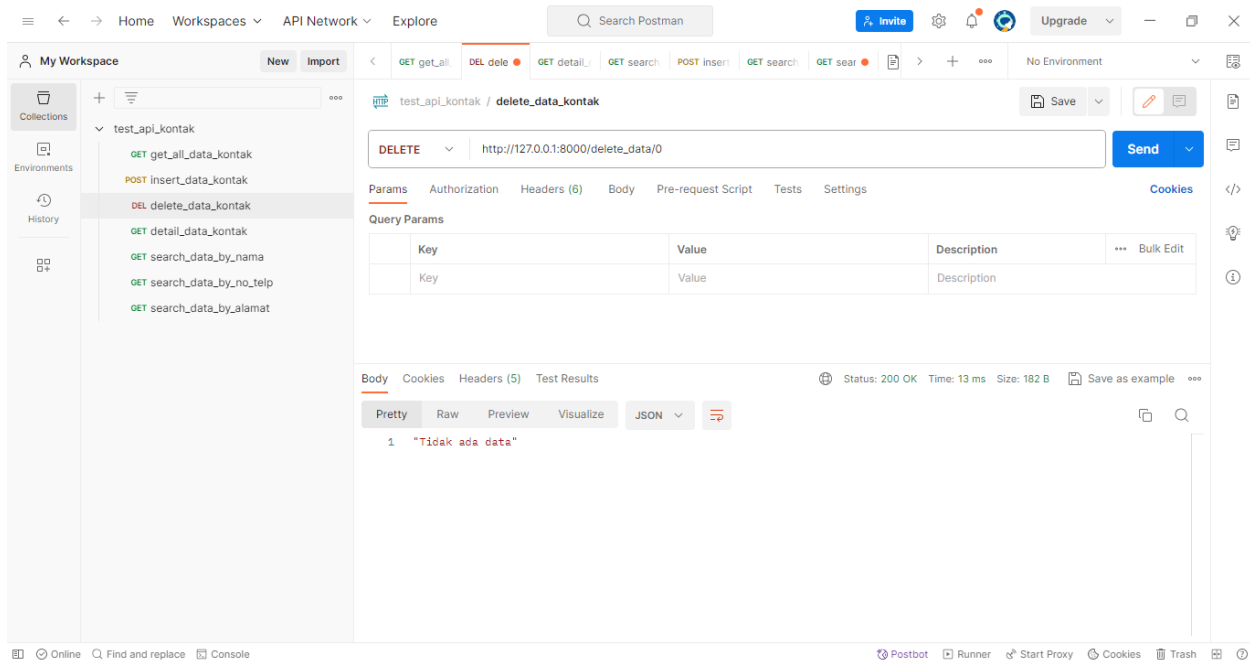 Home Workspaces API Network Explore Search Postman Invite Upgrade
My Workspace New Import GET get_all DEL dele GET detail_ GET search POST insert GET search GET sear No Environment
Collections
Environments
History
test_api_kontak
GET get_all_data_kontak
POST insert_data_kontak
DEL delete_data_kontak
GET detail_data_kontak
GET search_data_by_nama
GET search_data_by_no_telp
GET search_data_by_alamat
HTTP test_api_kontak / delete_data_kontak Save
DELETE http://127.0.0.1:8000/delete_data/0 Send
Params Authorization Headers (6) Body Pre-request Script Tests Settings Cookies
Query Params
Key Value Description Bulk Edit
Key Value Description
Body Cookies Headers (5) Test Results Status: 200 OK Time: 13 ms Size: 182 B Save as example
Pretty Raw Preview Visualize JSON
1 "Tidak ada data"
Online Find and replace Console Postbot Runner Start Proxy Cookies Trash